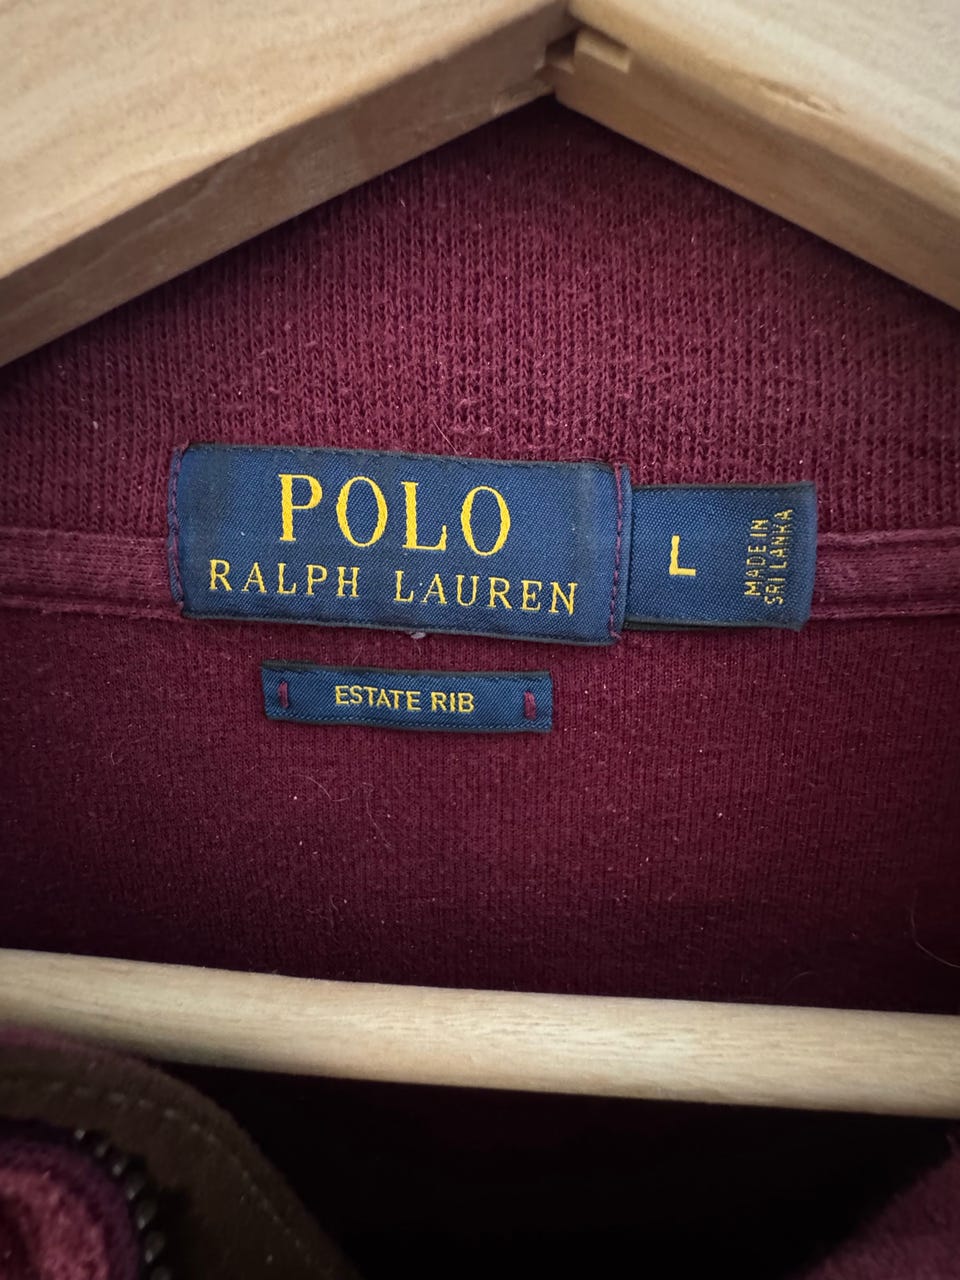 POLO
RALPH LAUREN
L
MADE IN
SRI LANKA
ESTATE RIB